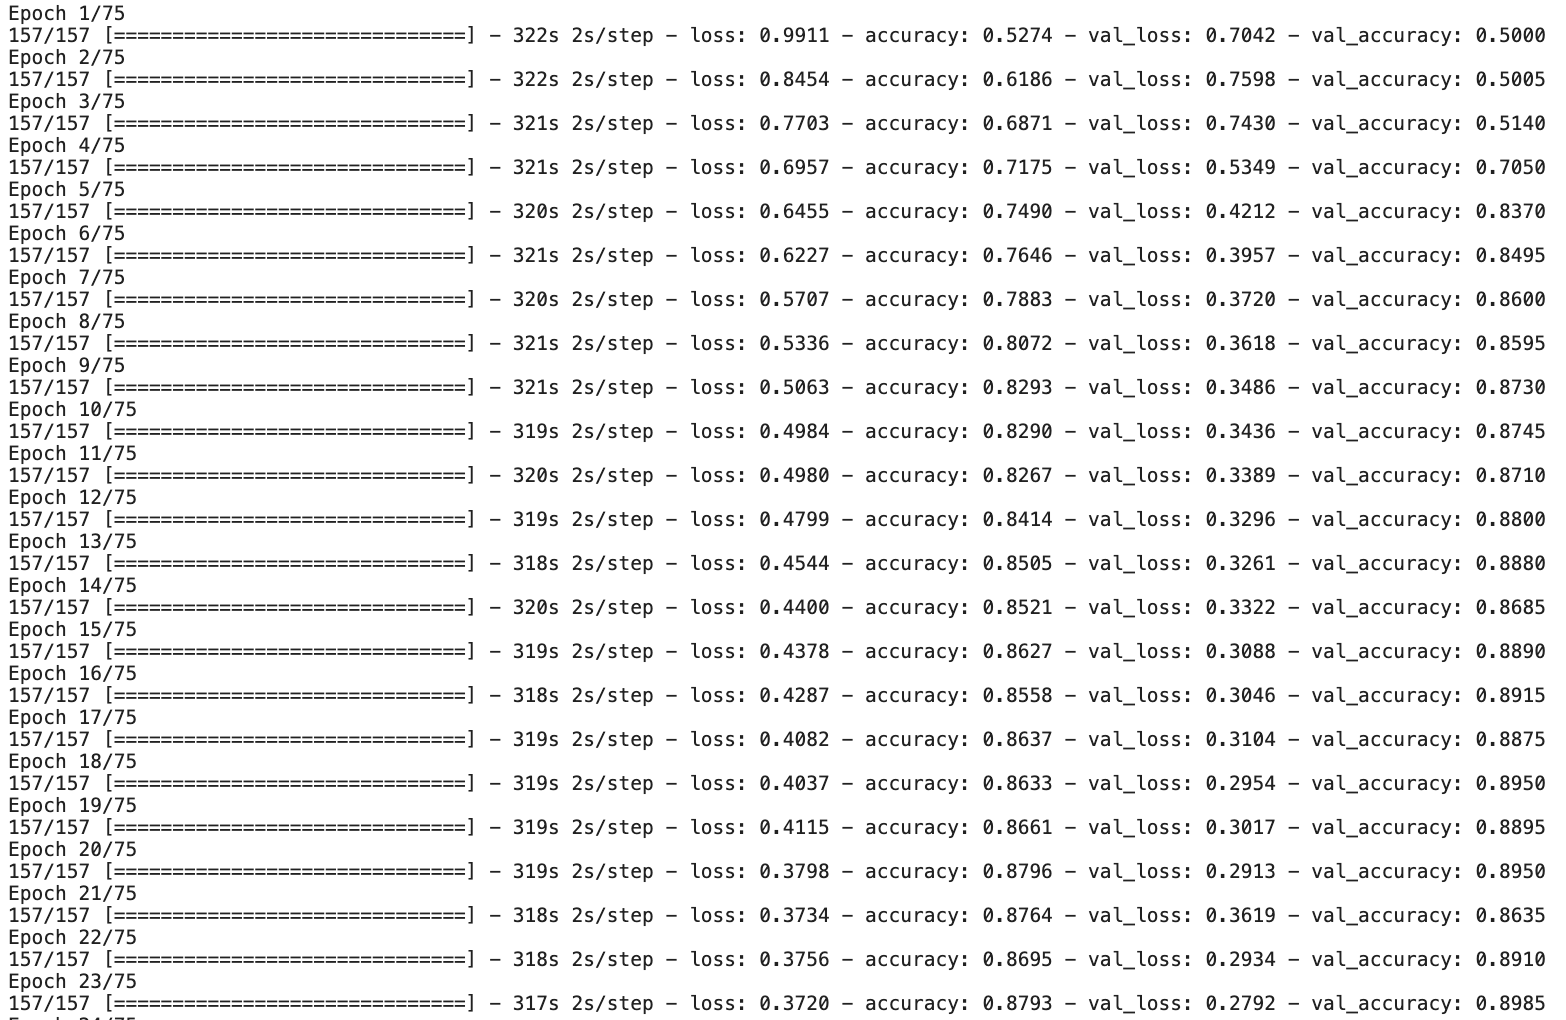 Epoch 1/75
157/157 [==============================] - 322s 2s/step - loss: 0.9911 - accuracy: 0.5274 - val_loss: 0.7042 - val_accuracy: 0.5000
Epoch 2/75
157/157 [==============================] - 322s 2s/step - loss: 0.8454 - accuracy: 0.6186 - val_loss: 0.7598 - val_accuracy: 0.5005
Epoch 3/75
157/157 [==============================] - 321s 2s/step - loss: 0.7703 - accuracy: 0.6871 - val_loss: 0.7430 - val_accuracy: 0.5140
Epoch 4/75
157/157 [==============================] - 321s 2s/step - loss: 0.6957 - accuracy: 0.7175 - val_loss: 0.5349 - val_accuracy: 0.7050
Epoch 5/75
157/157 [==============================] - 320s 2s/step - loss: 0.6455 - accuracy: 0.7490 - val_loss: 0.4212 - val_accuracy: 0.8370
Epoch 6/75
157/157 [==============================] - 321s 2s/step - loss: 0.6227 - accuracy: 0.7646 - val_loss: 0.3957 - val_accuracy: 0.8495
Epoch 7/75
157/157 [==============================] - 320s 2s/step - loss: 0.5707 - accuracy: 0.7883 - val_loss: 0.3720 - val_accuracy: 0.8600
Epoch 8/75
157/157 [==============================] - 321s 2s/step - loss: 0.5336 - accuracy: 0.8072 - val_loss: 0.3618 - val_accuracy: 0.8595
Epoch 9/75
157/157 [==============================] - 321s 2s/step - loss: 0.5063 - accuracy: 0.8293 - val_loss: 0.3486 - val_accuracy: 0.8730
Epoch 10/75
157/157 [==============================] - 319s 2s/step - loss: 0.4984 - accuracy: 0.8290 - val_loss: 0.3436 - val_accuracy: 0.8745
Epoch 11/75
157/157 [==============================] - 320s 2s/step - loss: 0.4980 - accuracy: 0.8267 - val_loss: 0.3389 - val_accuracy: 0.8710
Epoch 12/75
157/157 [==============================] - 319s 2s/step - loss: 0.4799 - accuracy: 0.8414 - val_loss: 0.3296 - val_accuracy: 0.8800
Epoch 13/75
157/157 [==============================] - 318s 2s/step - loss: 0.4544 - accuracy: 0.8505 - val_loss: 0.3261 - val_accuracy: 0.8880
Epoch 14/75
157/157 [==============================] - 320s 2s/step - loss: 0.4400 - accuracy: 0.8521 - val_loss: 0.3322 - val_accuracy: 0.8685
Epoch 15/75
157/157 [==============================] - 319s 2s/step - loss: 0.4378 - accuracy: 0.8627 - val_loss: 0.3088 - val_accuracy: 0.8890
Epoch 16/75
157/157 [==============================] - 318s 2s/step - loss: 0.4287 - accuracy: 0.8558 - val_loss: 0.3046 - val_accuracy: 0.8915
Epoch 17/75
157/157 [==============================] - 319s 2s/step - loss: 0.4082 - accuracy: 0.8637 - val_loss: 0.3104 - val_accuracy: 0.8875
Epoch 18/75
157/157 [==============================] - 319s 2s/step - loss: 0.4037 - accuracy: 0.8633 - val_loss: 0.2954 - val_accuracy: 0.8950
Epoch 19/75
157/157 [==============================] - 319s 2s/step - loss: 0.4115 - accuracy: 0.8661 - val_loss: 0.3017 - val_accuracy: 0.8895
Epoch 20/75
157/157 [==============================] - 319s 2s/step - loss: 0.3798 - accuracy: 0.8796 - val_loss: 0.2913 - val_accuracy: 0.8950
Epoch 21/75
157/157 [==============================] - 318s 2s/step - loss: 0.3734 - accuracy: 0.8764 - val_loss: 0.3619 - val_accuracy: 0.8635
Epoch 22/75
157/157 [==============================] - 318s 2s/step - loss: 0.3756 - accuracy: 0.8695 - val_loss: 0.2934 - val_accuracy: 0.8910
Epoch 23/75
157/157 [==============================] - 317s 2s/step - loss: 0.3720 - accuracy: 0.8793 - val_loss: 0.2792 - val_accuracy: 0.8985